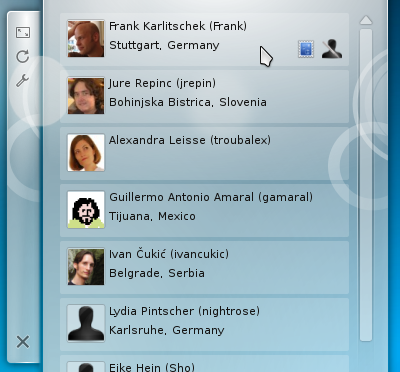 Frank Karlitschek (Frank)
Stuttgart, Germany
Jure Repinc (jrepin)
Bohinjska Bistrica, Slovenia
Alexandra Leisse (troubalex)
Guillermo Antonio Amaral (gamaral)
Tijuana, Mexico
Ivan Čukić (ivancukic)
Belgrade, Serbia
Lydia Pintscher (nightrose)
Karlsruhe, Germany
Eike Hein (Sho)